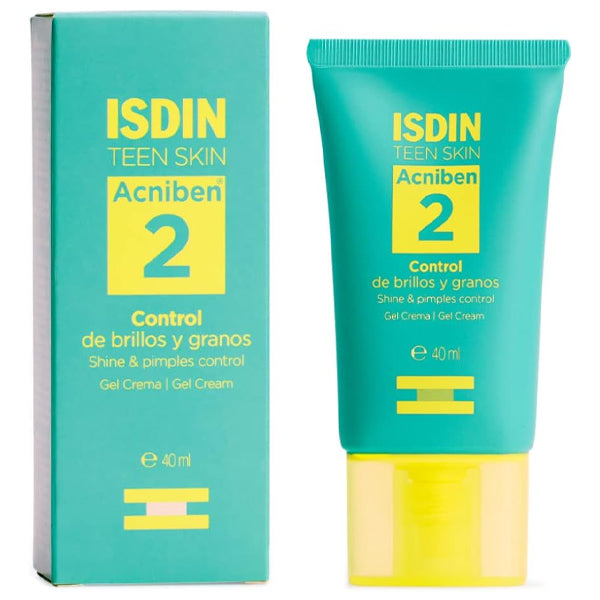 ISDIN
TEEN SKIN
Acniben®
2
Control
de brillos y granos
Shine & pimples control
Gel Crema | Gel Cream
℮ 40 ml
ISDIN
TEEN SKIN
Acniben
2
Control
de brillos y granos
Shine & pimples control
Gel Crema | Gel Cream
℮ 40 ml